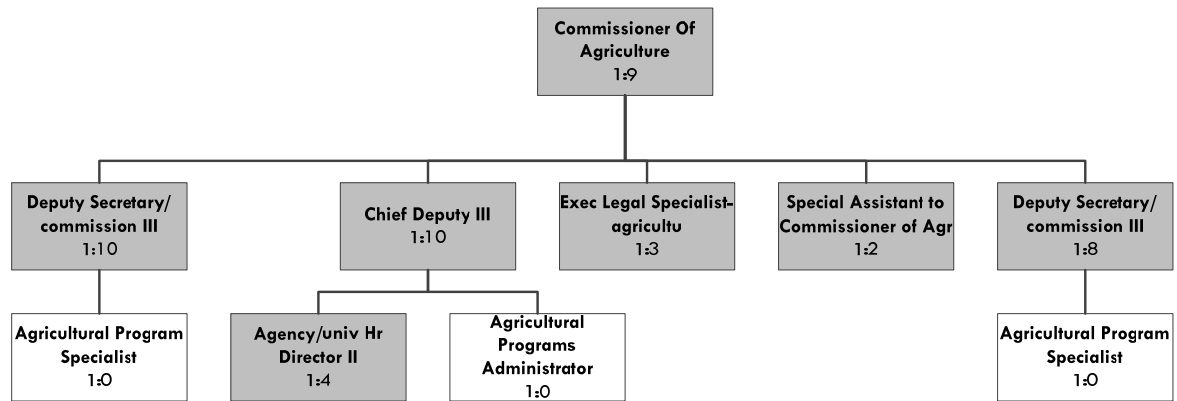 Commissioner Of
Agriculture
1:9
Deputy Secretary/
commission III
1:10
Chief Deputy III
1:10
Exec Legal Specialist-
agricultu
1:3
Special Assistant to
Commissioner of Agr
1:2
Deputy Secretary/
commission III
1:8
Agricultural Program
Specialist
1:0
Agency/univ Hr
Director II
1:4
Agricultural
Programs
Administrator
1:0
Agricultural Program
Specialist
1:0